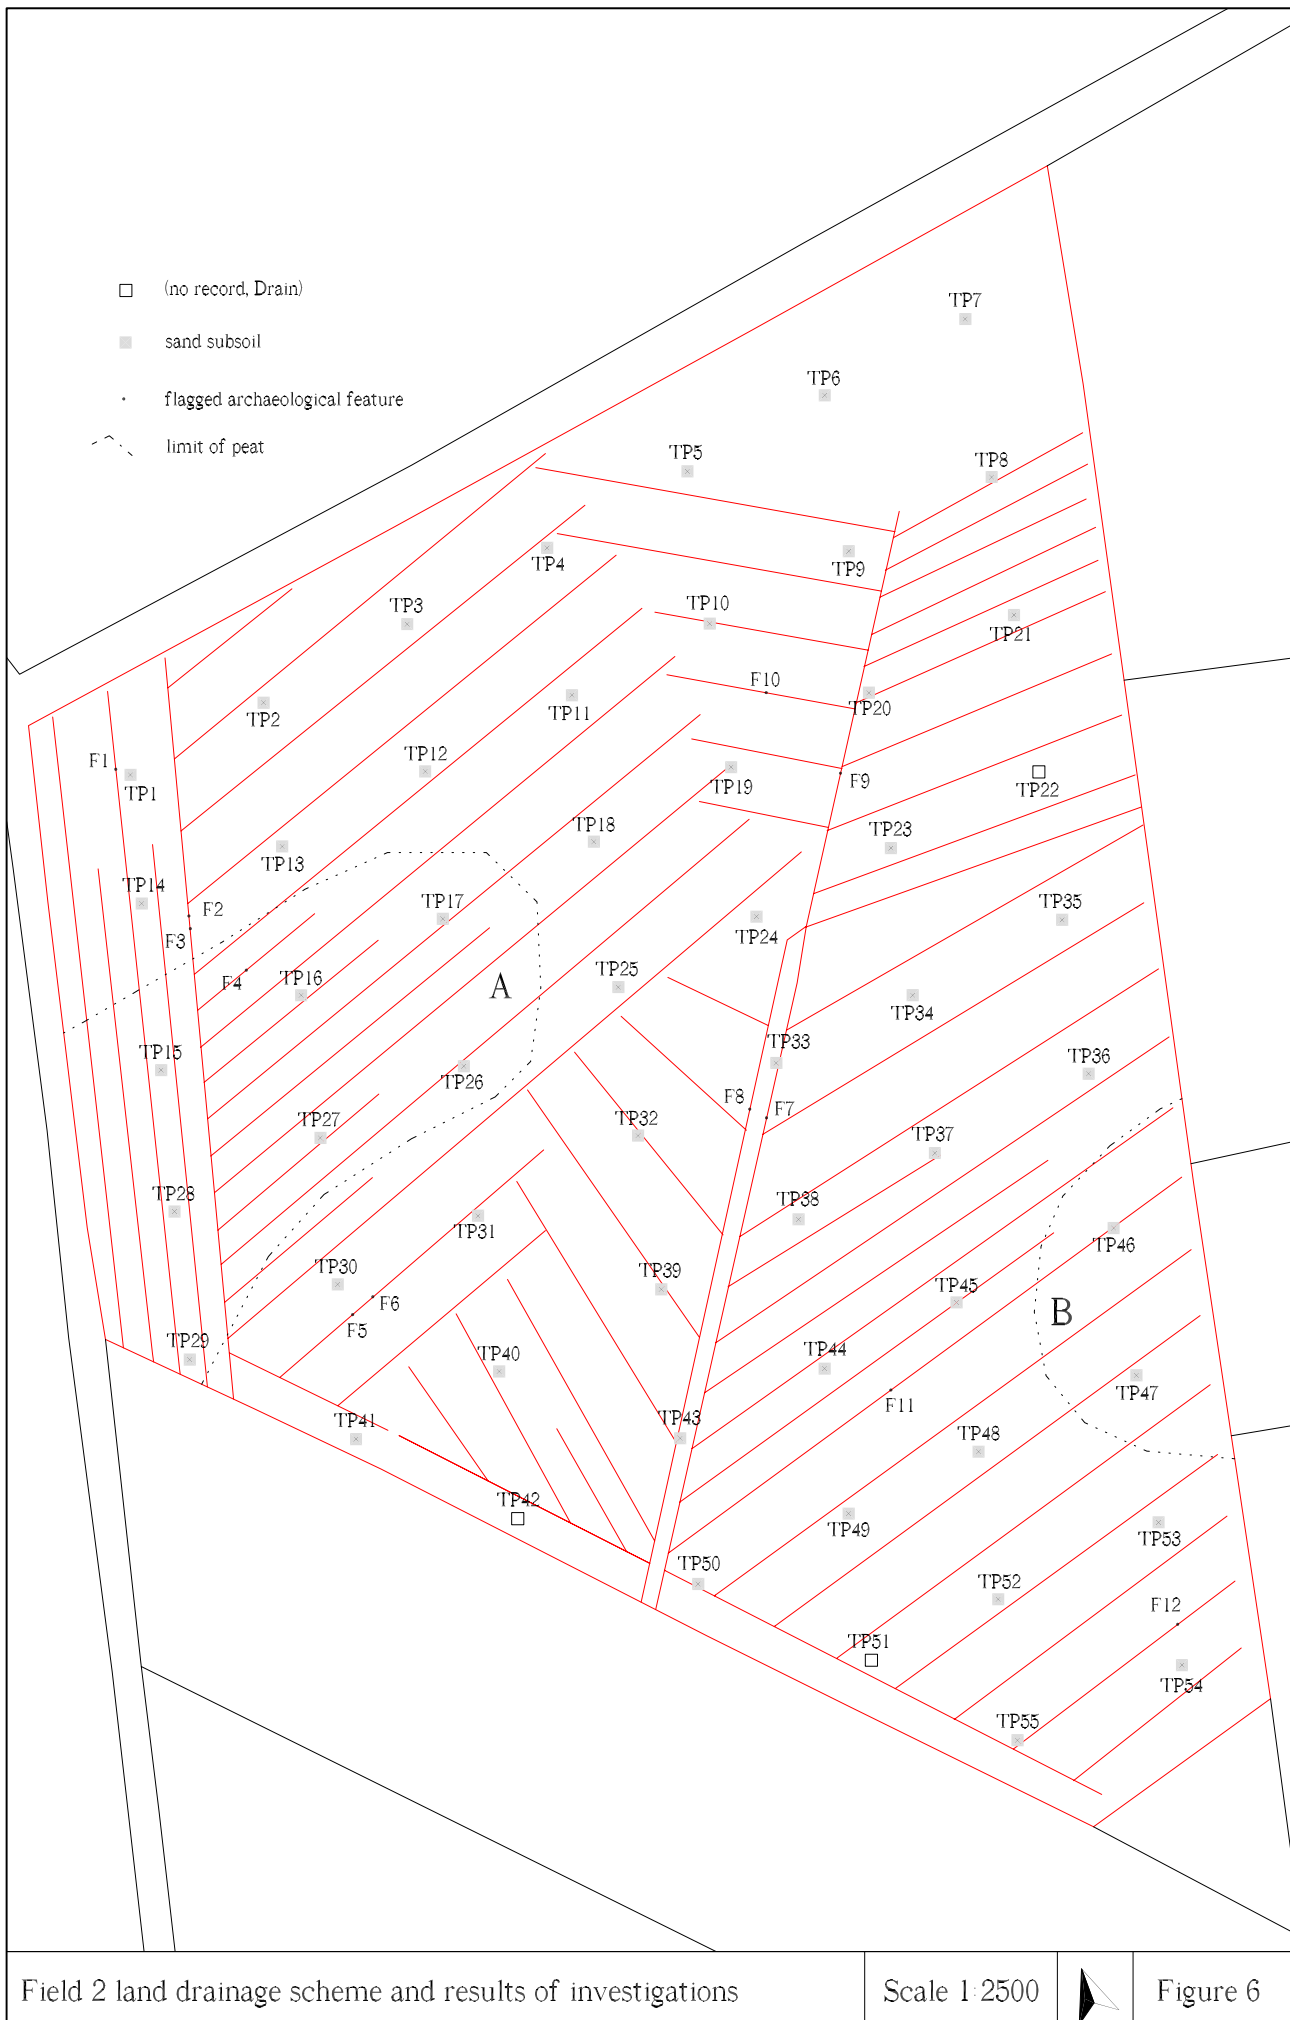 (no record, Drain)
sand subsoil
flagged archaeological feature
limit of peat
TP7
TP6
TP5
TP8
TP9
TP4
TP3
TP10
TP21
F10
TP2
TP11
TP20
F1
TP1
TP12
TP19
F9
TP22
TP18
TP23
TP13
TP14
F2
TP17
TP35
F3
TP24
F4
TP16
TP25
A
TP34
TP15
TP33
TP26
TP36
F8
F7
TP27
TP32
TP37
TP28
TP38
TP31
TP46
TP30
TP39
TP45
F6
F5
B
TP29
TP40
TP44
TP47
F11
TP41
TP43
TP48
TP42
TP49
TP53
TP50
TP52
F12
TP51
TP54
TP55
Field 2 land drainage scheme and results of investigations
Scale 1:2500
Figure 6